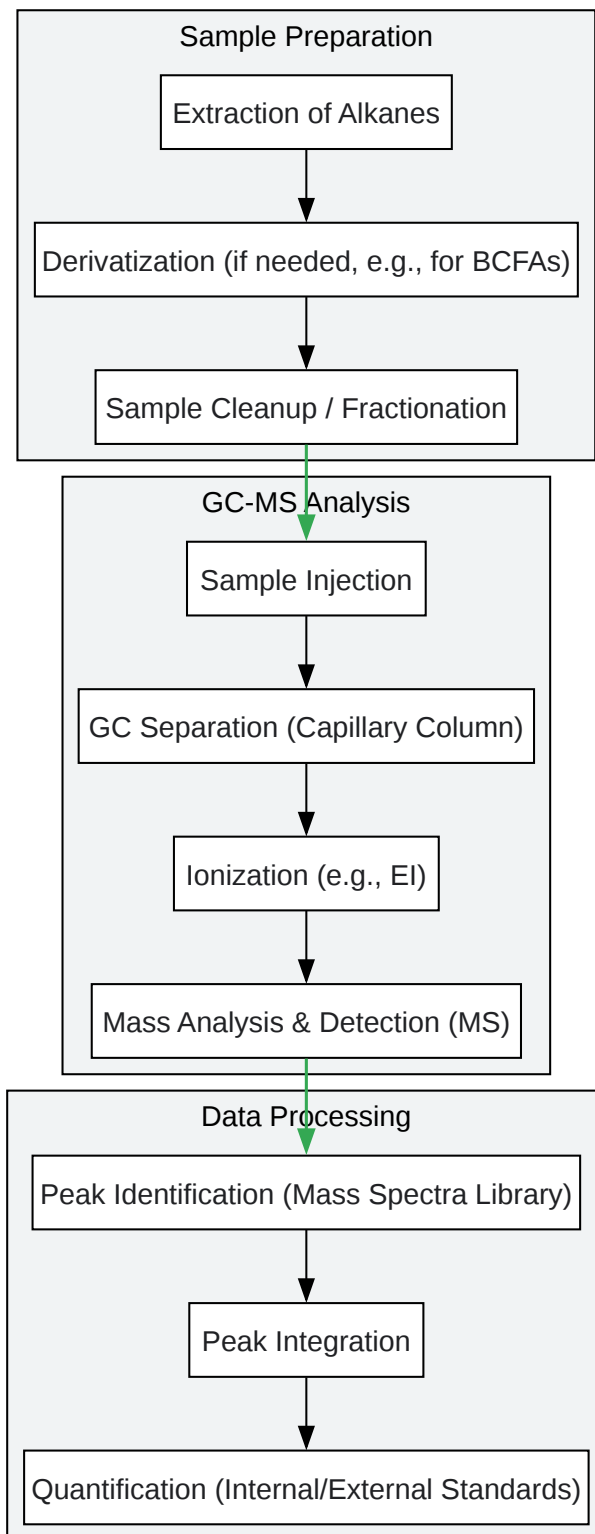 Sample Preparation
Extraction of Alkanes
Derivatization (if needed, e.g., for BCFAs)
Sample Cleanup / Fractionation
GC-MS Analysis
Sample Injection
GC Separation (Capillary Column)
Ionization (e.g., EI)
Mass Analysis & Detection (MS)
Data Processing
Peak Identification (Mass Spectra Library)
Peak Integration
Quantification (Internal/External Standards)